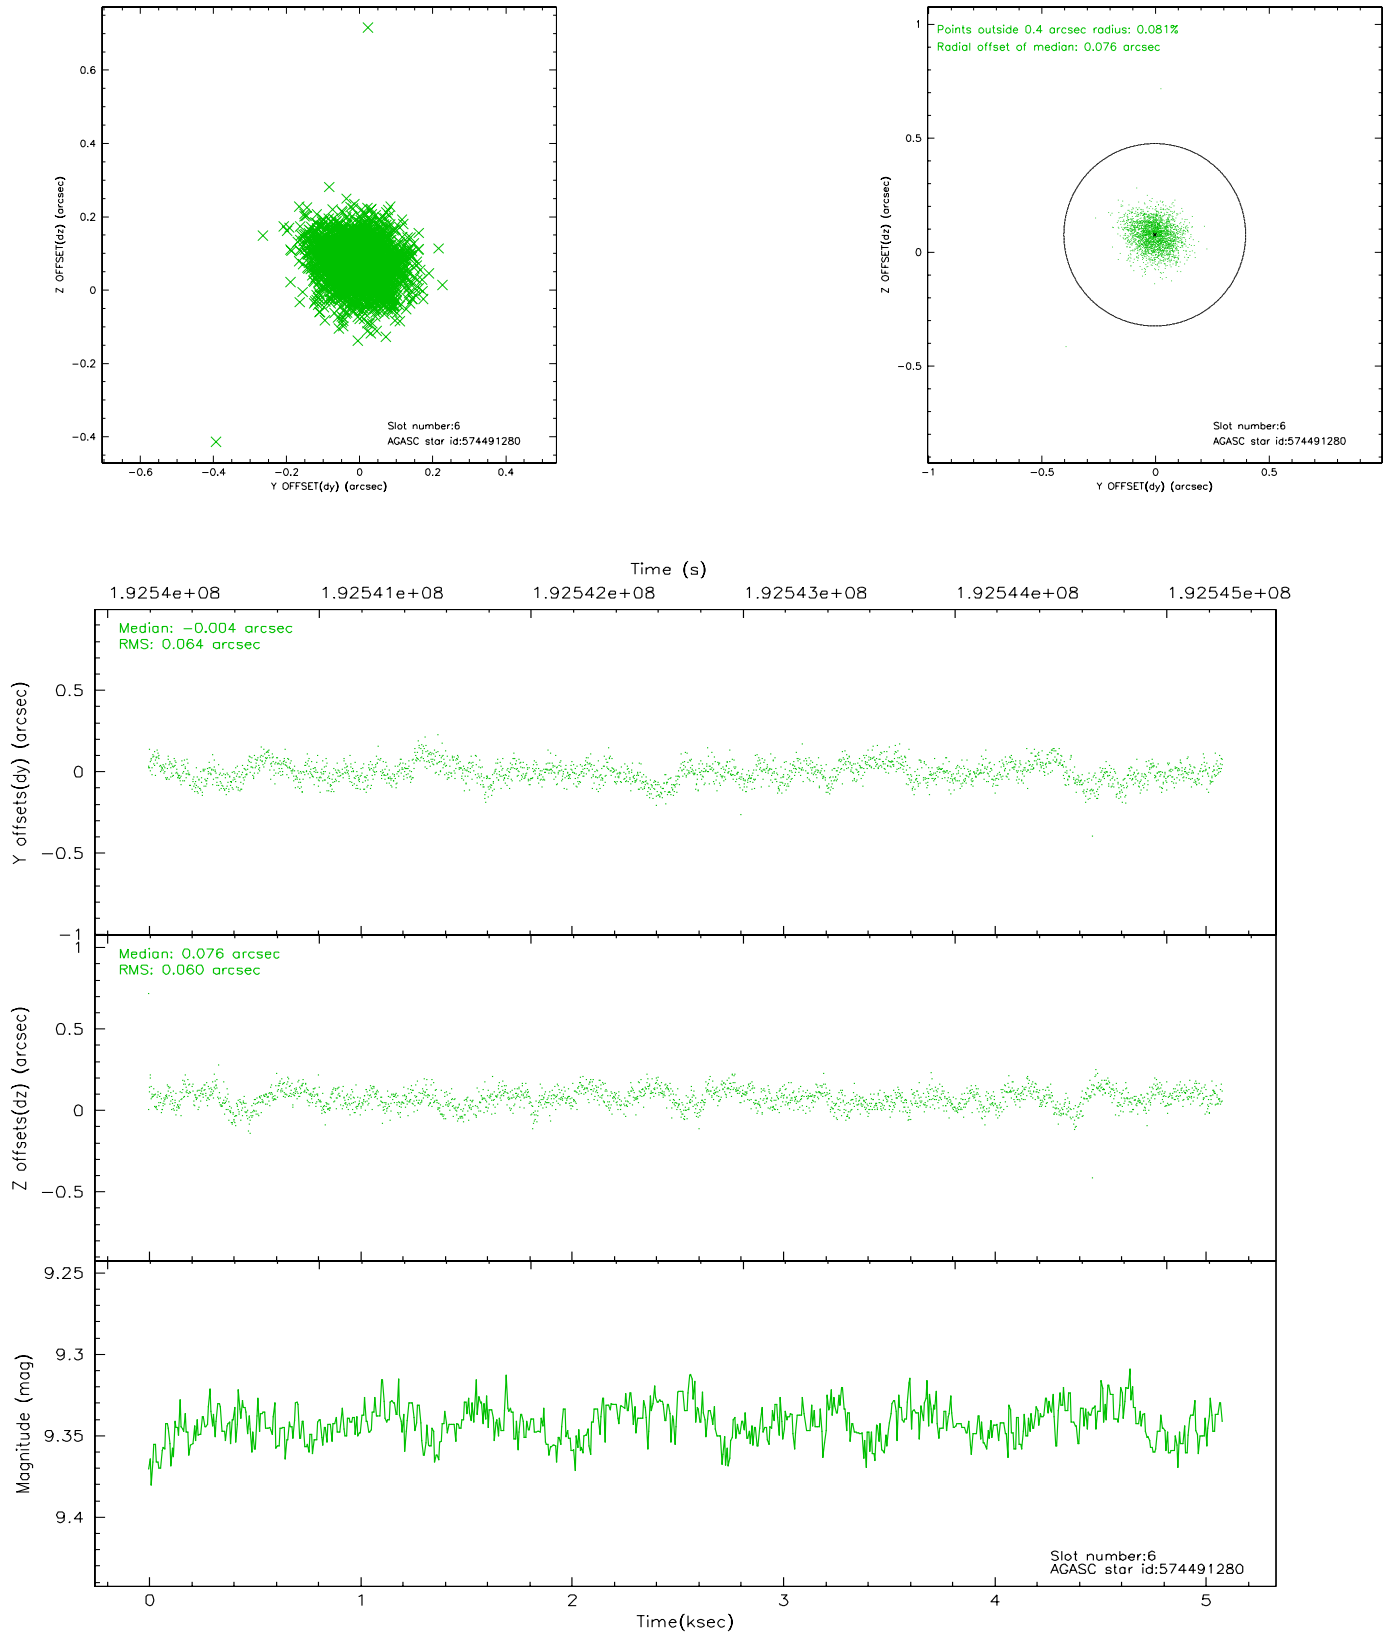 0.6
0.4
0.2
0
−0.2
−0.4
Z OFFSET(dz) (arcsec)
Slot number:6
AGASC star id:574491280
−0.6 −0.4 −0.2 0 0.2 0.4
Y OFFSET(dy) (arcsec)
Points outside 0.4 arcsec radius: 0.081%
Radial offset of median: 0.076 arcsec
1
0.5
0
−0.5
Z OFFSET(dz) (arcsec)
Slot number:6
AGASC star id:574491280
−1 −0.5 0 0.5
Y OFFSET(dy) (arcsec)
Time (s)
1.9254e+08 1.92541e+08 1.92542e+08 1.92543e+08 1.92544e+08 1.92545e+08
Median: −0.004 arcsec
RMS: 0.064 arcsec
0.5
0
−0.5
−1
Y offsets(dy) (arcsec)
Median: 0.076 arcsec
RMS: 0.060 arcsec
1
0.5
0
−0.5
Z offsets(dz) (arcsec)
9.25
9.3
9.35
9.4
Magnitude (mag)
Slot number:6
AGASC star id:574491280
0 1 2 3 4 5
Time(ksec)